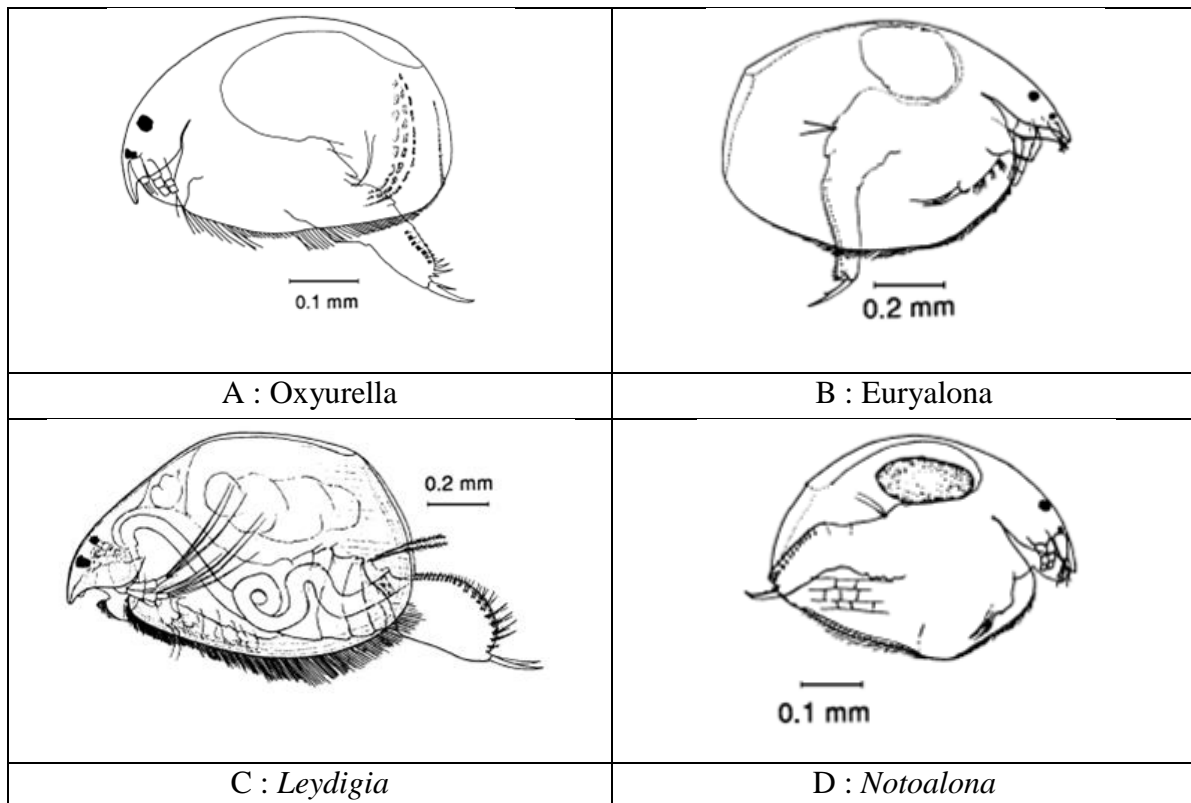 0.1 mm
0.2 mm
A : Oxyurella
B : Euryalona
0.2 mm
0.1 mm
C : Leydigia
D : Notoalona